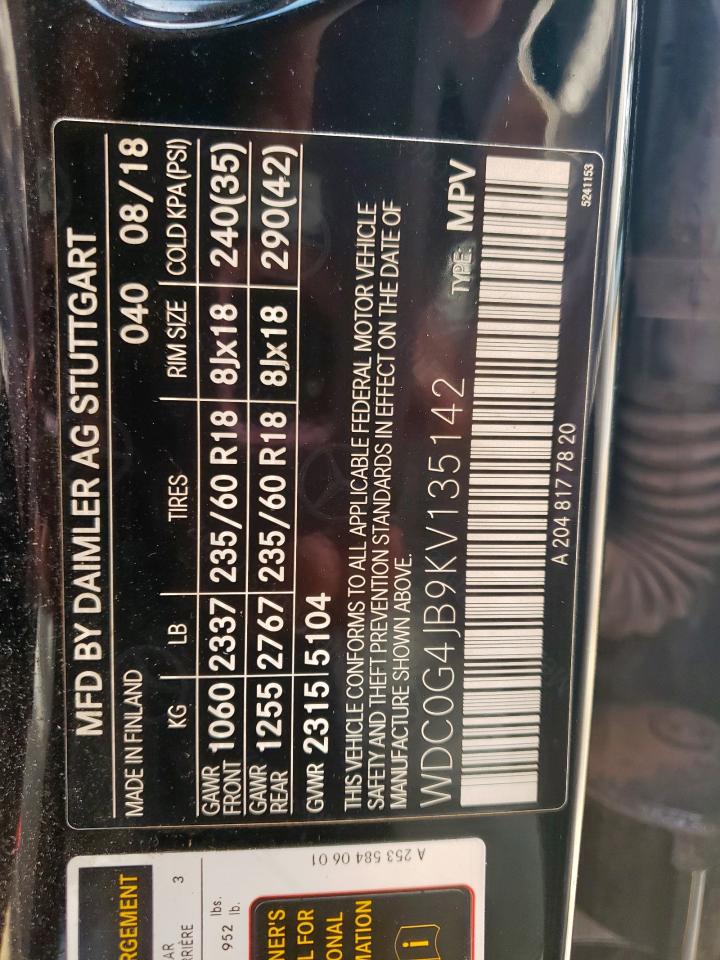 MFD BY DAIMLER AG STUTTGART
MADE IN FINLAND 040 08/18
KG LB TIRES RIM SIZE COLD KPA(PSI)
GAWR FRONT 1060 2337 235/60 R18 8Jx18 240(35)
GAWR REAR 1255 2767 235/60 R18 8Jx18 290(42)
GVWR 2315 5104
THIS VEHICLE CONFORMS TO ALL APPLICABLE FEDERAL MOTOR VEHICLE
SAFETY AND THEFT PREVENTION STANDARDS IN EFFECT ON THE DATE OF
MANUFACTURE SHOWN ABOVE.
WDC0G4JB9KV135142 TYPE: MPV
A 204 817 78 20
5241153
RGEMENT
AR
RRIÈRE 3
lbs.
952 lb.
NER'S
L FOR
ONAL
MATION
i
A 253 584 06 01